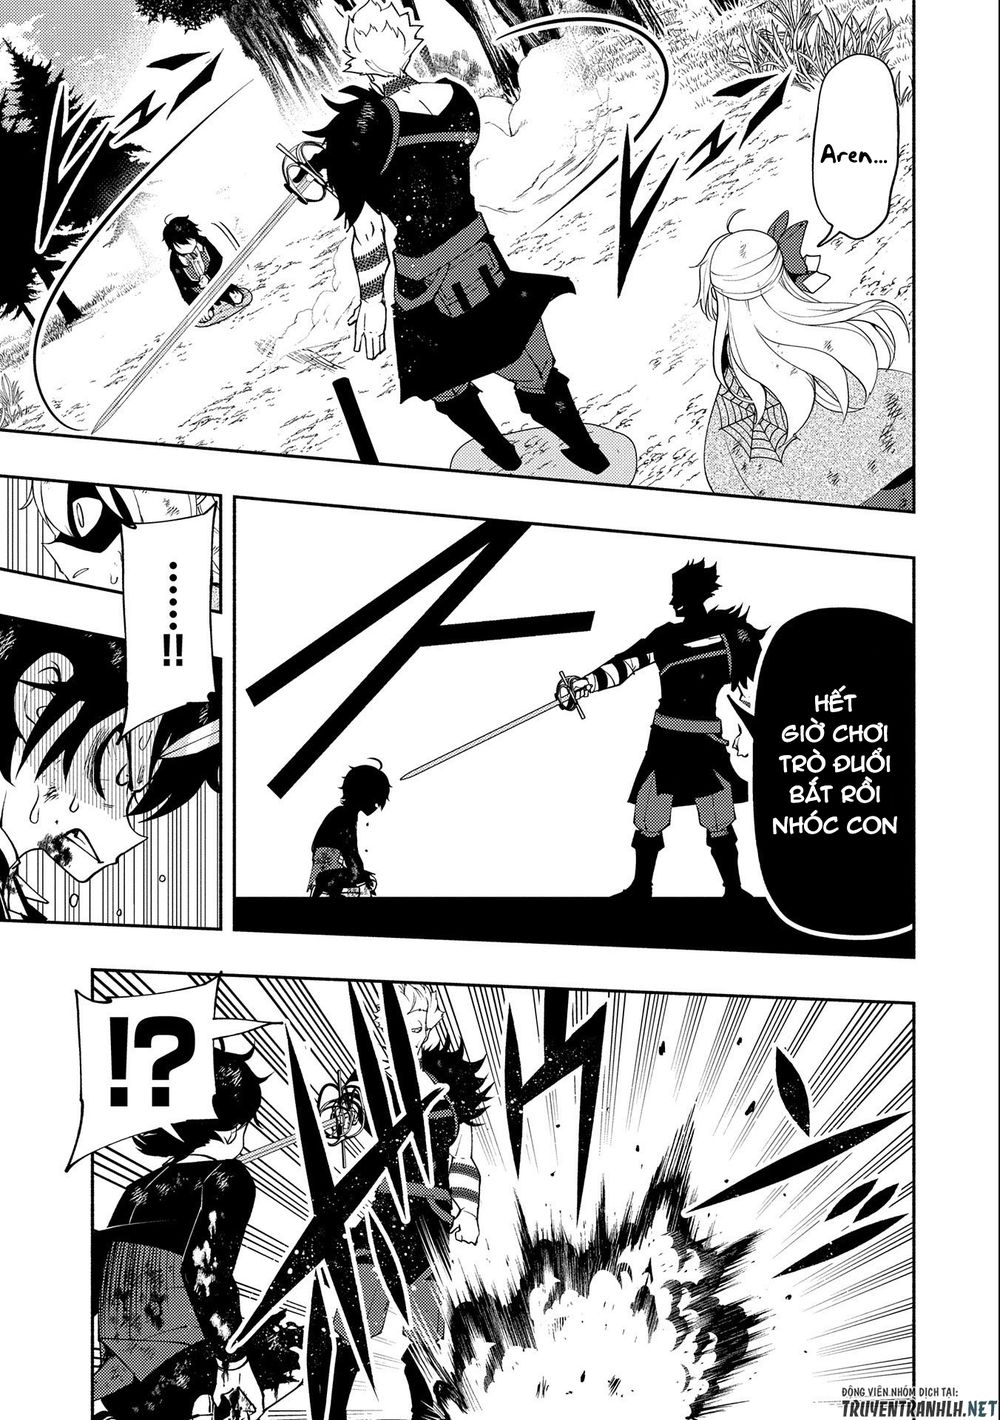 Aren...
HẾT
GIỜ CHƠI
TRÒ ĐUỔI
BẮT RỒI
NHÓC CON
.......!!
!?
ĐỘNG VIÊN NHÓM DỊCH TẠI:
TRUYENTRANHLH.NET